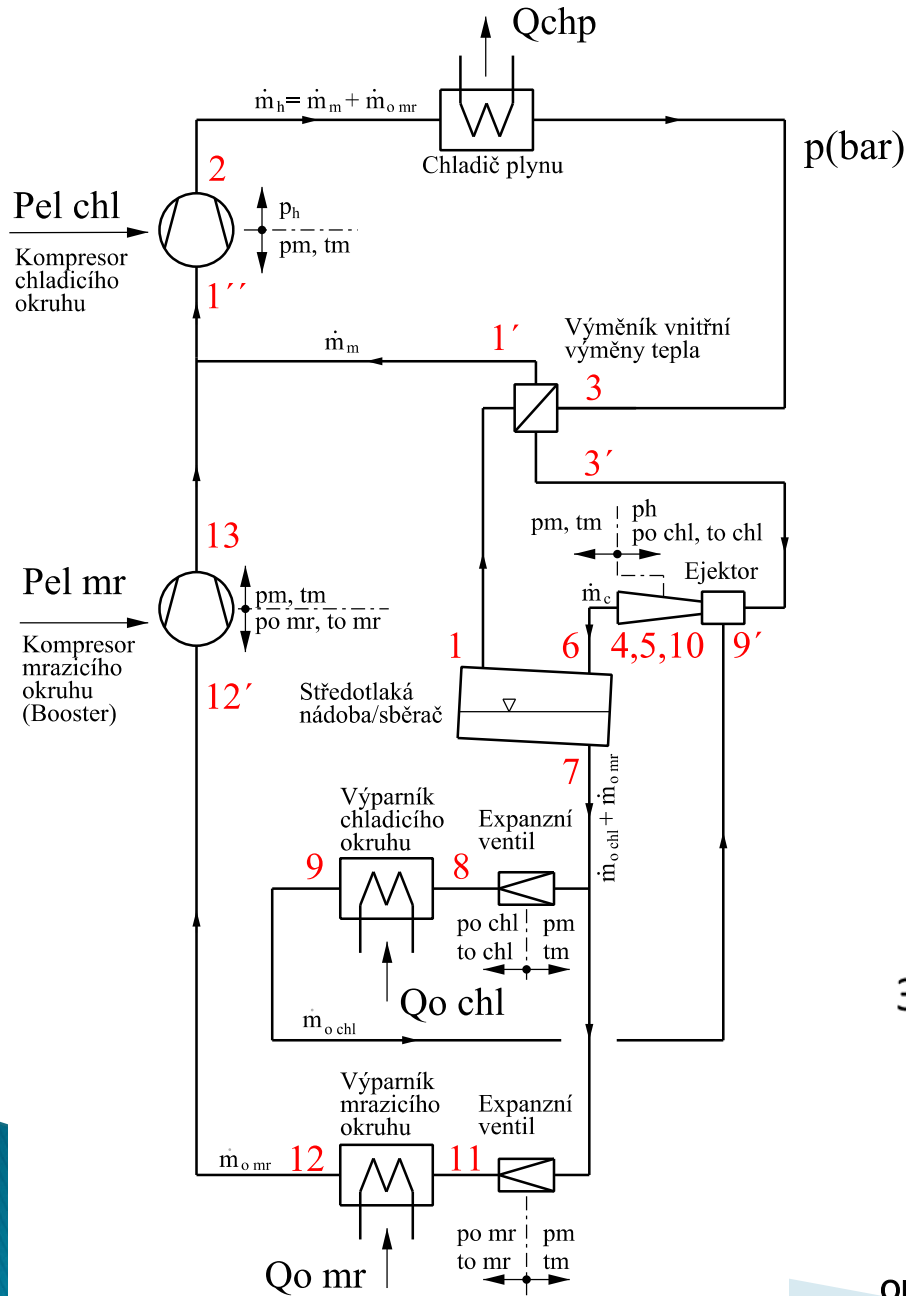 Qchp
ṁh = ṁm + ṁo mr
Chladič plynu
p(bar)
2
Pel chl
Kompresor
chladicího
okruhu
ph
pm, tm
1´´
ṁm
1´
Výměník vnitřní
výměny tepla
3
3´
13
Pel mr
Kompresor
mrazicího
okruhu
(Booster)
pm, tm
po mr, to mr
12´
pm, tm
ph
po chl, to chl
Ejektor
ṁc
1
6
4,5,10
9´
Středotlaká
nádoba/sběrač
7
ṁo chl + ṁo mr
Výparník
chladicího
okruhu
Expanzní
ventil
9
8
po chl
to chl
pm
tm
Qo chl
ṁo chl
3
Výparník
mrazicího
okruhu
Expanzní
ventil
ṁo mr
12
11
po mr
to mr
pm
tm
Qo mr